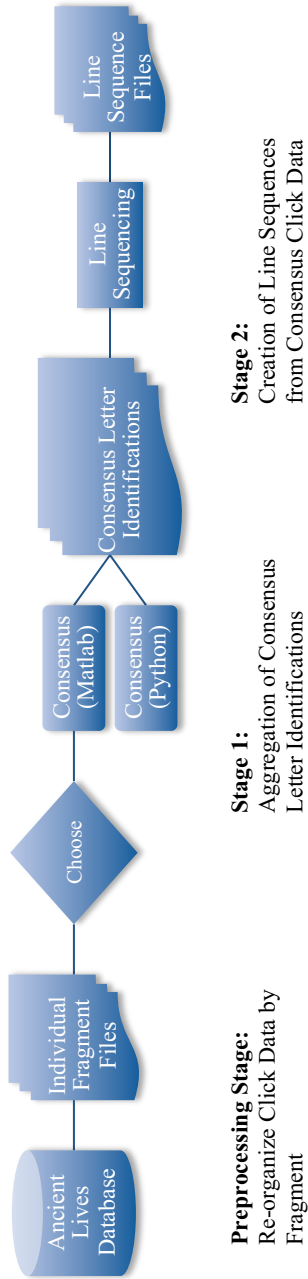 Ancient
Lives
Database
Individual
Fragment
Files
Choose
Consensus
(Matlab)
Consensus
(Python)
Consensus Letter
Identifications
Line
Sequencing
Line
Sequence
Files
Preprocessing Stage:
Re-organize Click Data by
Fragment
Stage 1:
Aggregation of Consensus
Letter Identifications
Stage 2:
Creation of Line Sequences
from Consensus Click Data